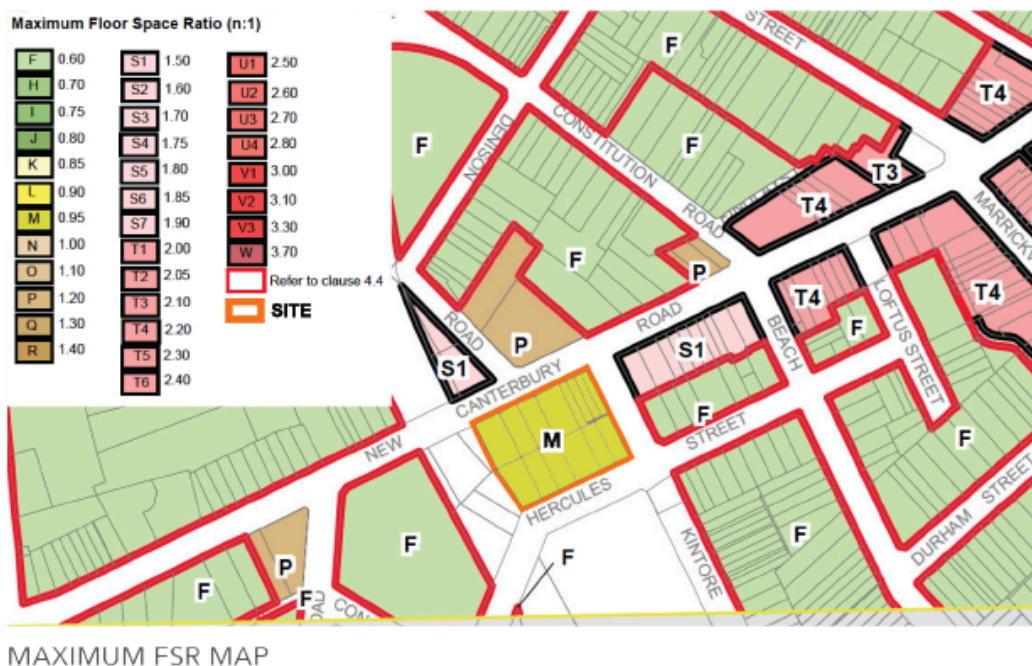 Maximum Floor Space Ratio (n:1)
F 0.60
H 0.70
I 0.75
J 0.80
K 0.85
L 0.90
M 0.95
N 1.00
O 1.10
P 1.20
Q 1.30
R 1.40
S1 1.50
S2 1.60
S3 1.70
S4 1.75
S5 1.80
S6 1.85
S7 1.90
T1 2.00
T2 2.05
T3 2.10
T4 2.20
T5 2.30
T6 2.40
U1 2.50
U2 2.60
U3 2.70
U4 2.80
V1 3.00
V2 3.10
V3 3.30
W 3.70
Refer to clause 4.4
SITE
STREET
F
T4
DENISON
CONSTITUTION
F
F
T3
ROAD
T4
MARRICKV
F
P
ROAD
P
ROAD
T4
LOFTUS STREET
T4
BEACH
F
S1
S1
CANTERBURY
F
M
STREET
F
NEW
HERCULES
DURHAM STREET
KINTORE
F
F
F
P
F
F
OAD
CON
MAXIMUM FSR MAP